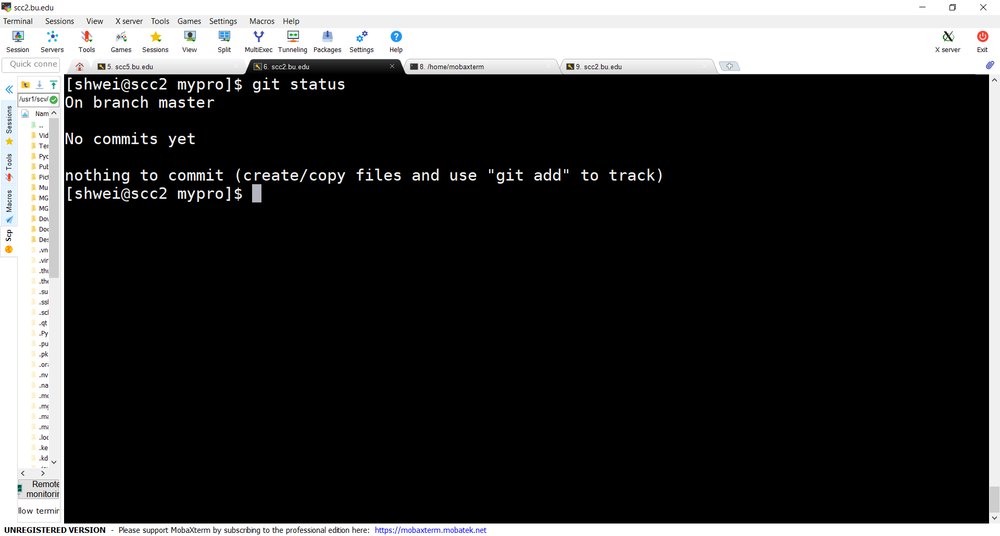 scc2.bu.edu
Terminal Sessions View X server Tools Games Settings Macros Help
Session Servers Tools Games Sessions View Split MultiExec Tunneling Packages Settings Help X server Exit
Quick conne
5. scc5.bu.edu
6. scc2.bu.edu
8. /home/mobaxterm
9. scc2.bu.edu
/usr1/scv/
Sessions
Tools
Macros
Scp
Nam
..
Vid
Ter
Pyc
Pub
Pict
Mu
MG
MG
Dov
Doc
Des
.vn
.vir
.thu
.the
.su
.ssl
.scl
.qt
.Py
.pu
.pk
.ora
.nv
.na
.mo
.mg
.ma
.ma
.loc
.ke
.kd
Remote
monitorin
llow termin
[shwei@scc2 mypro]$ git status
On branch master
No commits yet
nothing to commit (create/copy files and use "git add" to track)
[shwei@scc2 mypro]$
UNREGISTERED VERSION - Please support MobaXterm by subscribing to the professional edition here: https://mobaxterm.mobatek.net